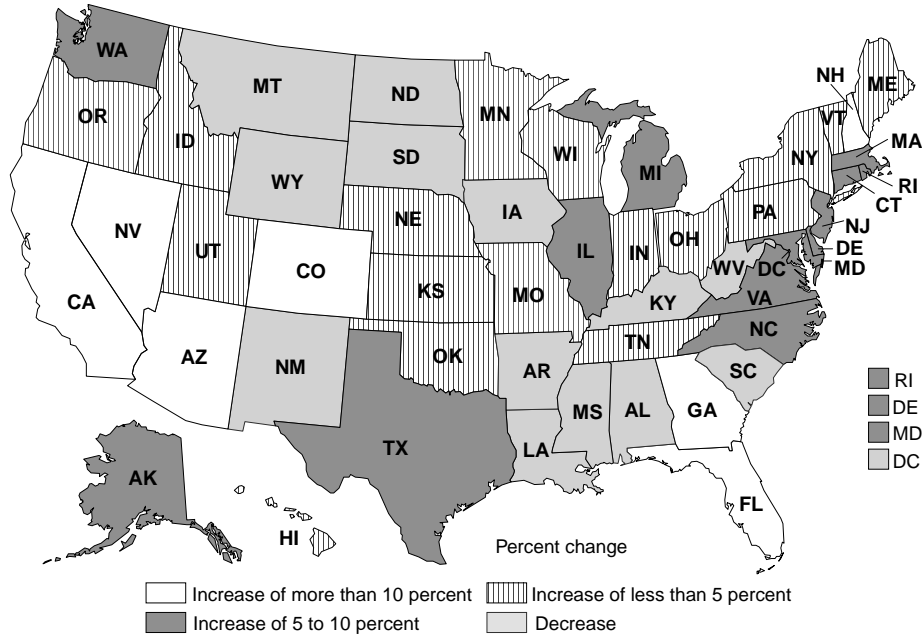 WA
MT
ND
MN
NH
ME
VT
OR
ID
SD
WI
NY
MA
MI
WY
RI
CT
IA
PA
NE
NJ
NV
OH
IL
IN
DE
UT
WV
DC
MD
CO
CA
KS
MO
KY
VA
NC
AZ
OK
TN
NM
AR
SC
RI
MS
AL
GA
DE
TX
LA
MD
DC
AK
FL
HI
Percent change
Increase of more than 10 percent
Increase of less than 5 percent
Increase of 5 to 10 percent
Decrease